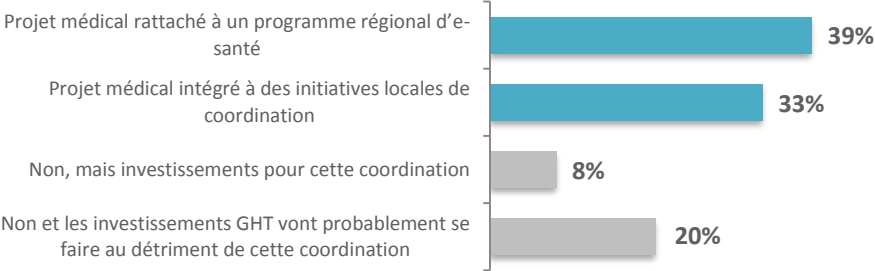 Projet médical rattaché à un programme régional d’e-
santé
39%
Projet médical intégré à des initiatives locales de
coordination
33%
Non, mais investissements pour cette coordination
8%
Non et les investissements GHT vont probablement se
faire au détriment de cette coordination
20%